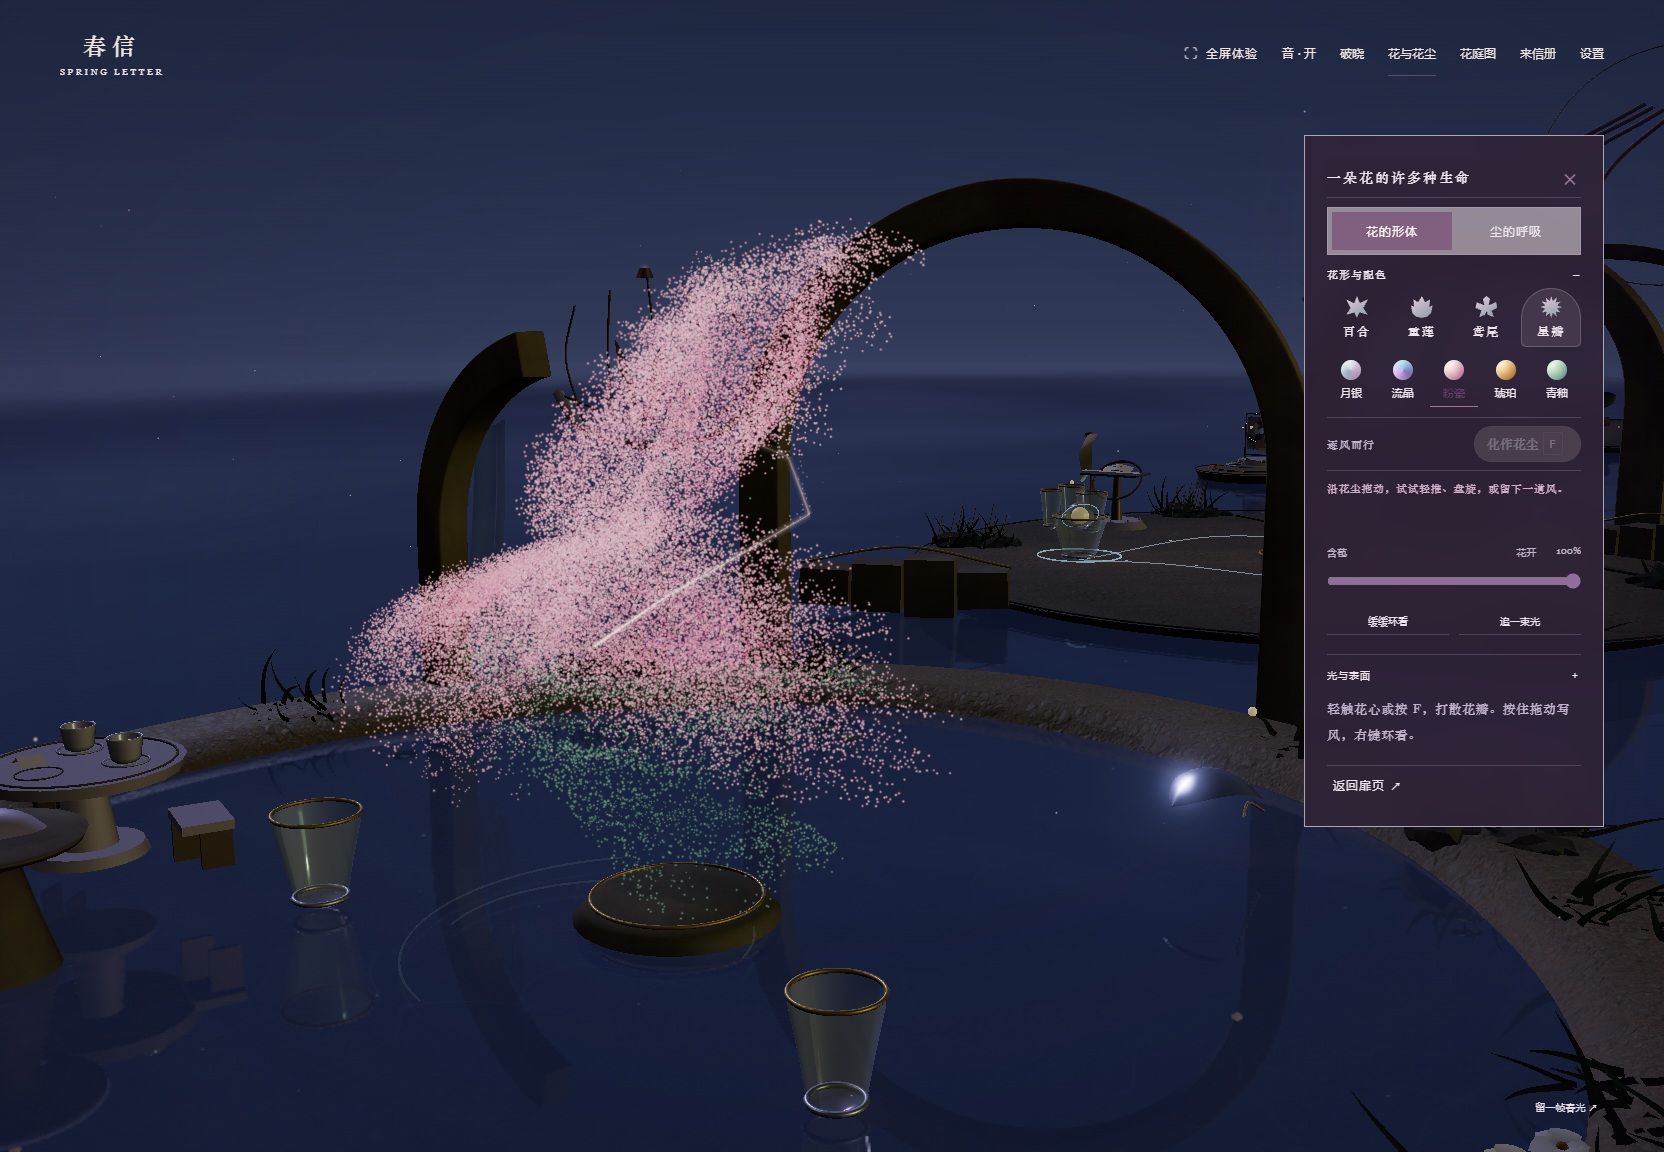 春信
SPRING LETTER
全屏体验 音·开 破晓 花与花尘 花庭图 来信册 设置
一朵花的许多种生命
花的形体 尘的呼吸
花形与配色
百合 重莲 鸢尾 星瓣
月银 流晶 粉瓷 琥珀 青釉
逐风而行 化作花尘 F
沿花尘拖动，试试轻推、盘旋，或留下一道风。
含苞 花开 100%
缓缓环看 追一束光
光与表面 +
轻触花心或按 F，打散花瓣。按住拖动写
风，右键环看。
返回扉页 ↗
留一帧春光 ↗